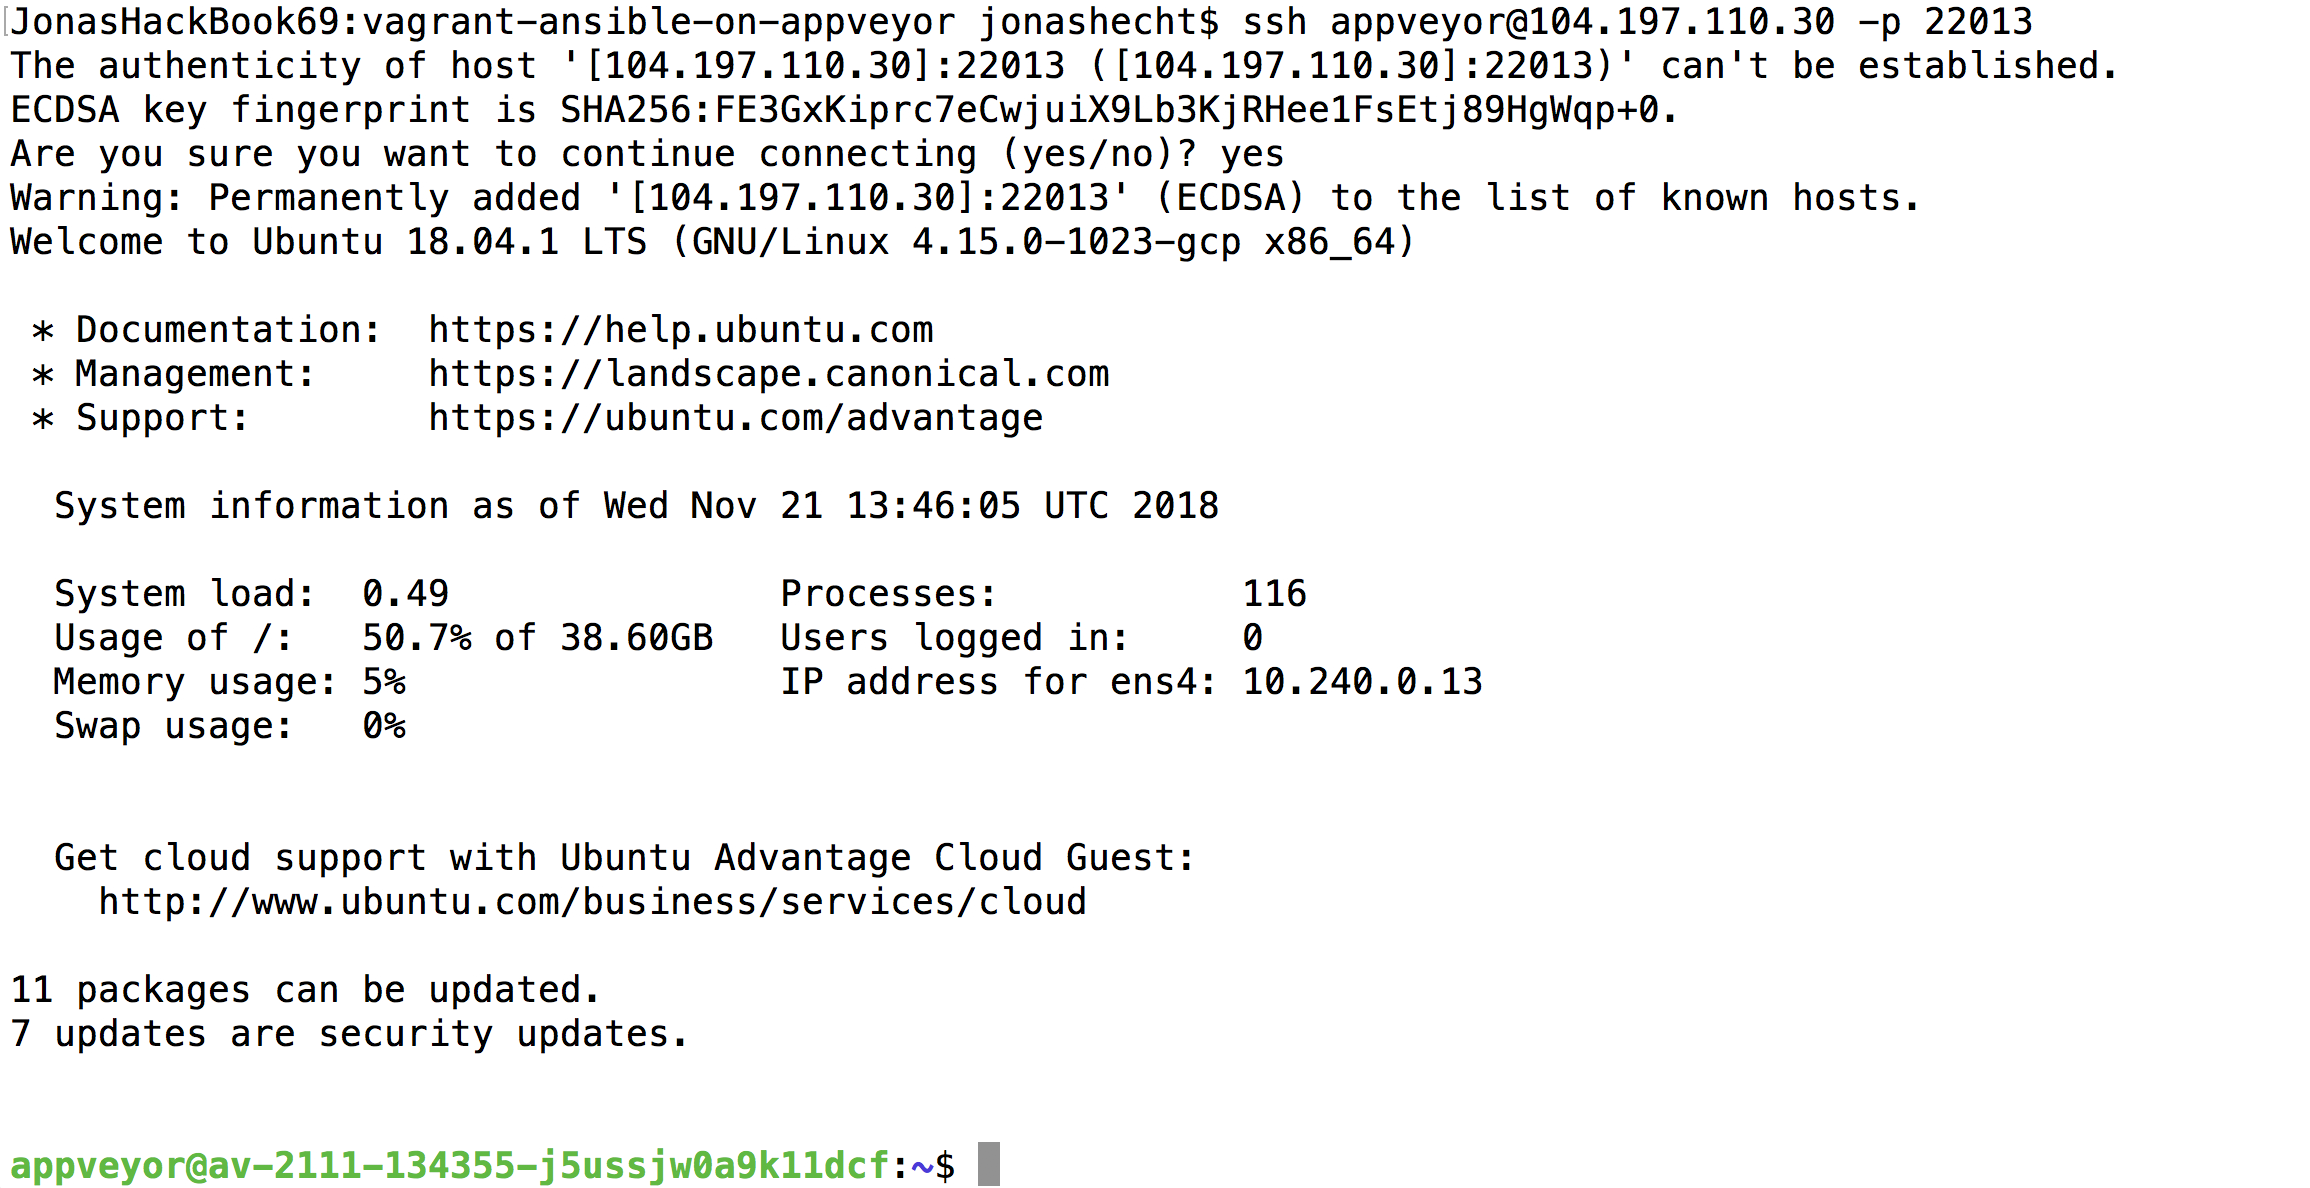 JonasHackBook69:vagrant-ansible-on-appveyor jonashecht$ ssh appveyor@104.197.110.30 -p 22013
The authenticity of host '[104.197.110.30]:22013 ([104.197.110.30]:22013)' can't be established.
ECDSA key fingerprint is SHA256:FE3GxKiprc7eCwjuiX9Lb3KjRHee1FsEtj89HgWqp+0.
Are you sure you want to continue connecting (yes/no)? yes
Warning: Permanently added '[104.197.110.30]:22013' (ECDSA) to the list of known hosts.
Welcome to Ubuntu 18.04.1 LTS (GNU/Linux 4.15.0-1023-gcp x86_64)
* Documentation:  https://help.ubuntu.com
* Management:     https://landscape.canonical.com
* Support:        https://ubuntu.com/advantage
System information as of Wed Nov 21 13:46:05 UTC 2018
System load:  0.49               Processes:           116
Usage of /:   50.7% of 38.60GB   Users logged in:     0
Memory usage: 5%                 IP address for ens4: 10.240.0.13
Swap usage:   0%
Get cloud support with Ubuntu Advantage Cloud Guest:
http://www.ubuntu.com/business/services/cloud
11 packages can be updated.
7 updates are security updates.
appveyor@av-2111-134355-j5ussjw0a9k11dcf:~$